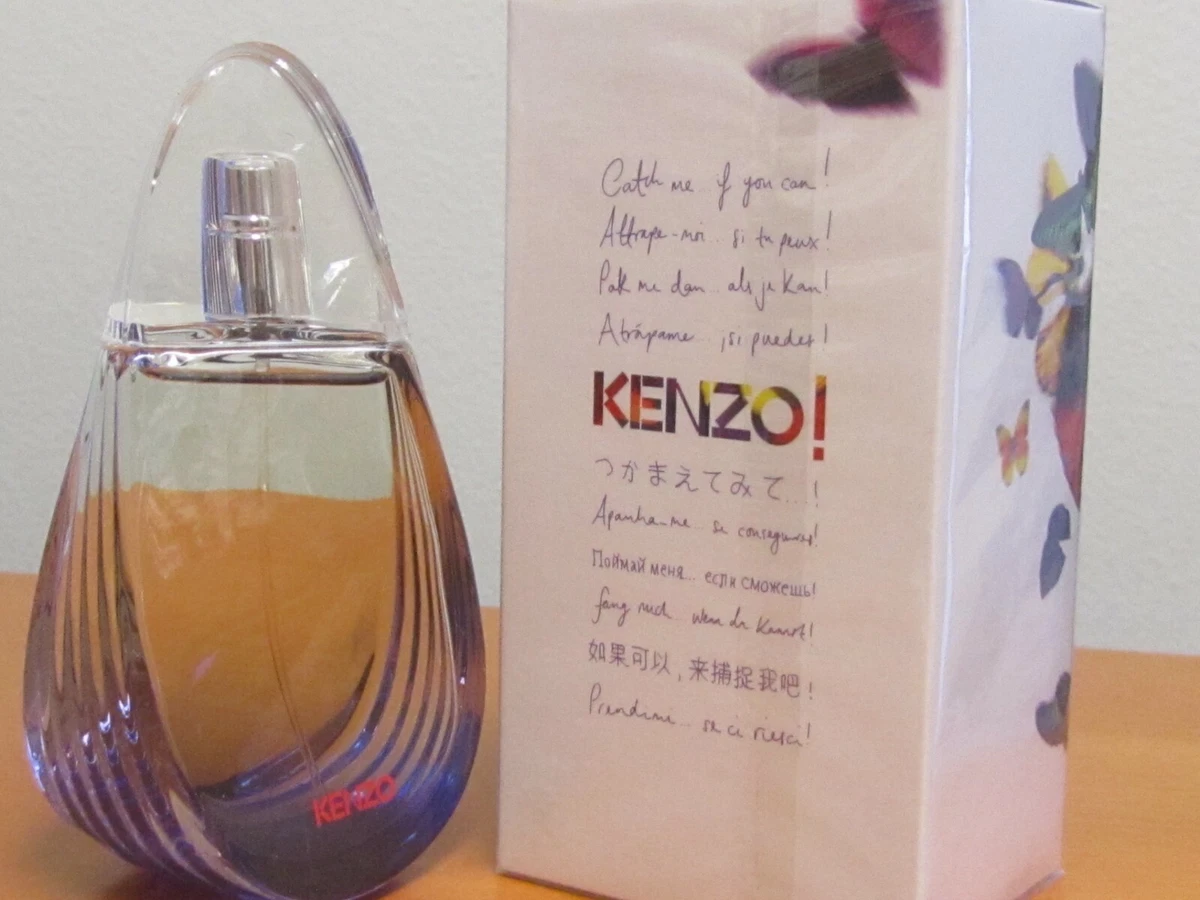 Catch me.. if you can!
Attrape-moi.. si tu peux!
Pak me dan.. als je kan!
Atrápame.. ¡si puedes!
KENZO!
つかまえてみて...!
Apanha-me.. se conseguires!
Поймай меня... если сможешь!
fang mich.. wenn du kannst!
如果可以,来捕捉我吧!
Prendimi... se ci riesci!
KENZO